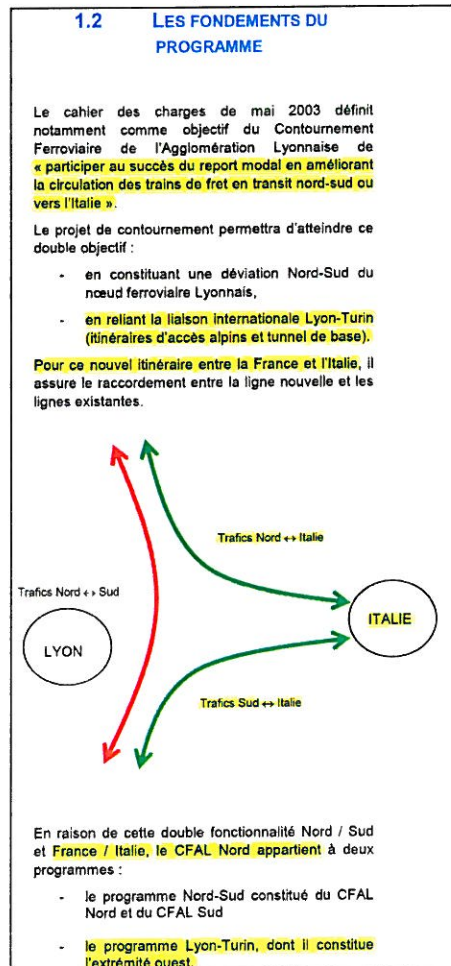 1.2 LES FONDEMENTS DU
PROGRAMME
Le cahier des charges de mai 2003 définit
notamment comme objectif du Contournement
Ferroviaire de l'Agglomération Lyonnaise de
« participer au succès du report modal en améliorant
la circulation des trains de fret en transit nord-sud ou
vers l'Italie ».
Le projet de contournement permettra d'atteindre ce
double objectif :
- en constituant une déviation Nord-Sud du
nœud ferroviaire Lyonnais,
- en reliant la liaison internationale Lyon-Turin
(itinéraires d'accès alpins et tunnel de base).
Pour ce nouvel itinéraire entre la France et l'Italie, il
assure le raccordement entre la ligne nouvelle et les
lignes existantes.
Trafics Nord ↔ Italie
Trafics Nord ↔ Sud
ITALIE
LYON
Trafics Sud ↔ Italie
En raison de cette double fonctionnalité Nord / Sud
et France / Italie, le CFAL Nord appartient à deux
programmes :
- le programme Nord-Sud constitué du CFAL
Nord et du CFAL Sud
- le programme Lyon-Turin, dont il constitue
l'extrémité ouest.